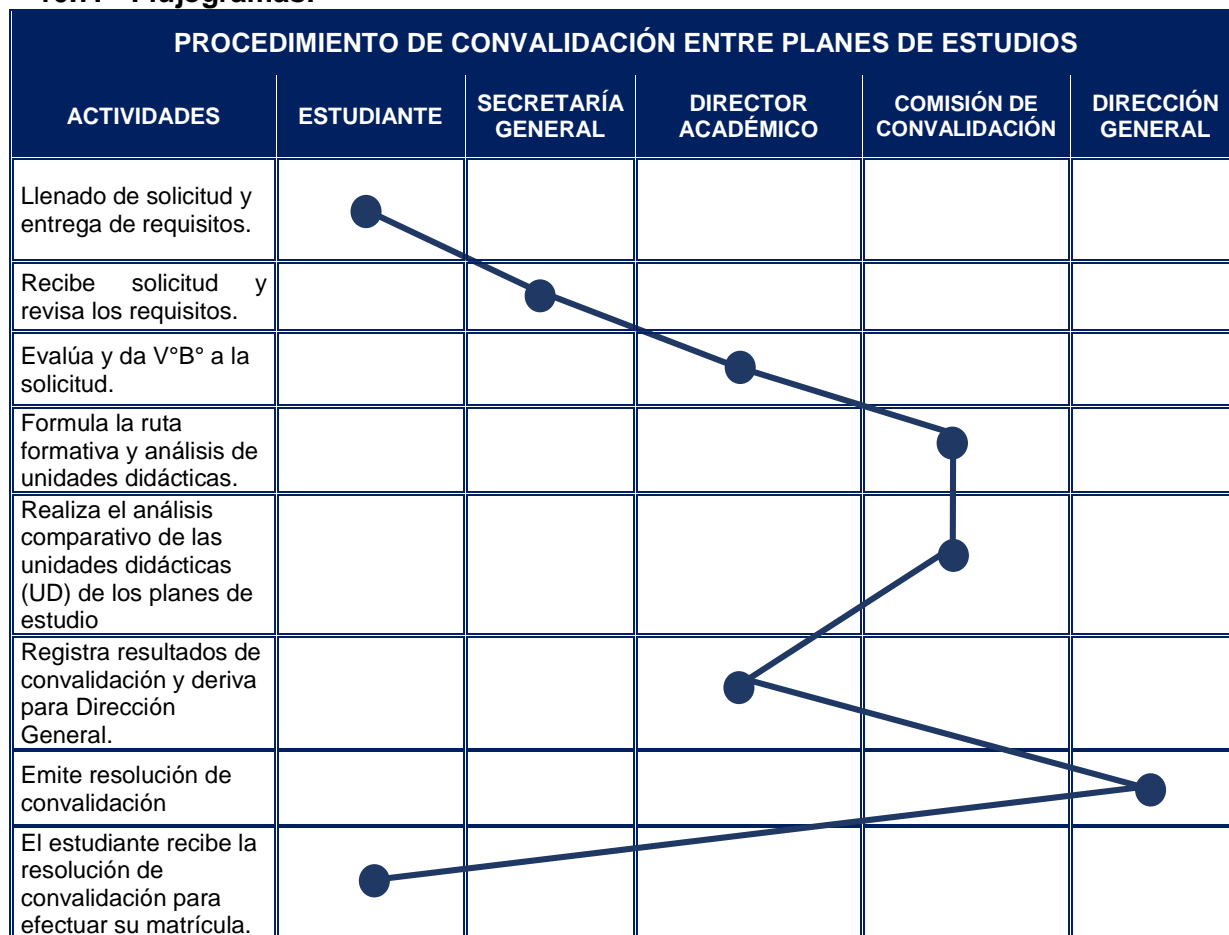 Flujogramas.
PROCEDIMIENTO DE CONVALIDACIÓN ENTRE PLANES DE ESTUDIOS
ACTIVIDADES
ESTUDIANTE
SECRETARÍA
GENERAL
DIRECTOR
ACADÉMICO
COMISIÓN DE
CONVALIDACIÓN
DIRECCIÓN
GENERAL
Llenado de solicitud y
entrega de requisitos.
Recibe solicitud y
revisa los requisitos.
Evalúa y da V°B° a la
solicitud.
Formula la ruta
formativa y análisis de
unidades didácticas.
Realiza el análisis
comparativo de las
unidades didácticas
(UD) de los planes de
estudio
Registra resultados de
convalidación y deriva
para Dirección
General.
Emite resolución de
convalidación
El estudiante recibe la
resolución de
convalidación para
efectuar su matrícula.